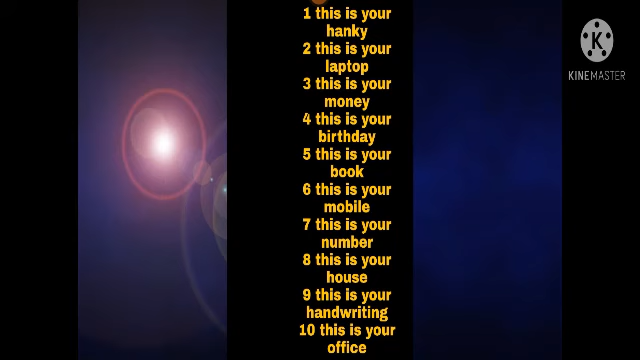 1 this is your
hanky
2 this is your
laptop
3 this is your
money
4 this is your
birthday
5 this is your
book
6 this is your
mobile
7 this is your
number
8 this is your
house
9 this is your
handwriting
10 this is your
office
K
KINEMASTER